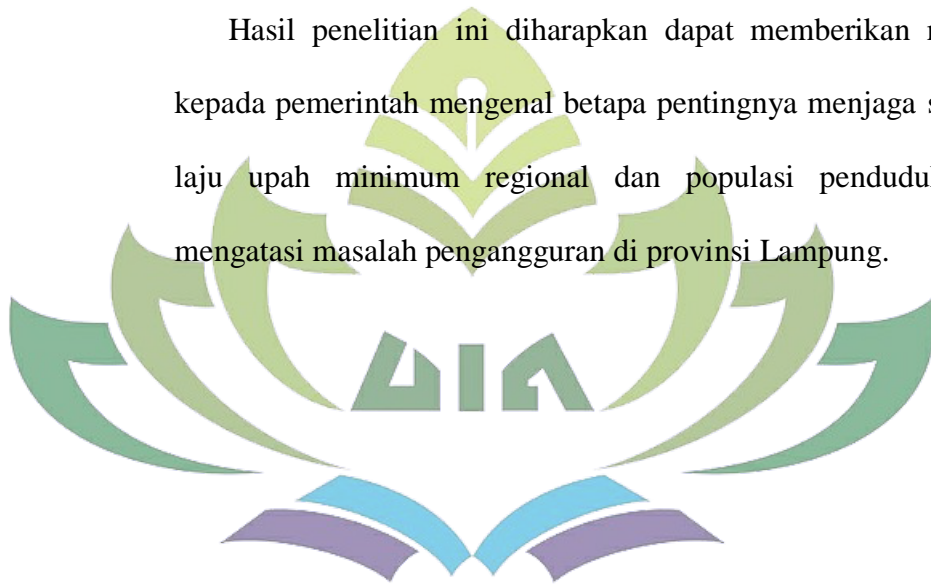 Hasil penelitian ini diharapkan dapat memberikan
kepada pemerintah mengenal betapa pentingnya menjaga
laju upah minimum regional dan populasi
mengatasi masalah pengangguran di provinsi Lampung.
UIN